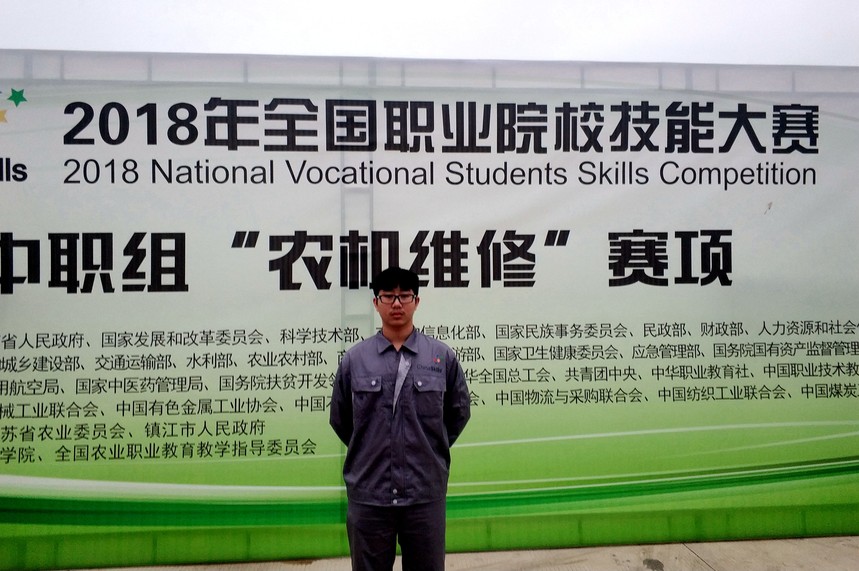 lls
2018年全国职业院校技能大赛
2018 National Vocational Students Skills Competition
中职组“农机维修”赛项
省人民政府、国家发展和改革委员会、科学技术部、 信息化部、国家民族事务委员会、民政部、财政部、人力资源和社会
城乡建设部、交通运输部、水利部、农业农村部、商 游部、国家卫生健康委员会、应急管理部、国务院国有资产监督管理
用航空局、国家中医药管理局、国务院扶贫开发领 华全国总工会、共青团中央、中华职业教育社、中国职业技术教
械工业联合会、中国有色金属工业协会、中国 会、中国物流与采购联合会、中国纺织工业联合会、中国煤炭
苏省农业委员会、镇江市人民政府
学院、全国农业职业教育教学指导委员会